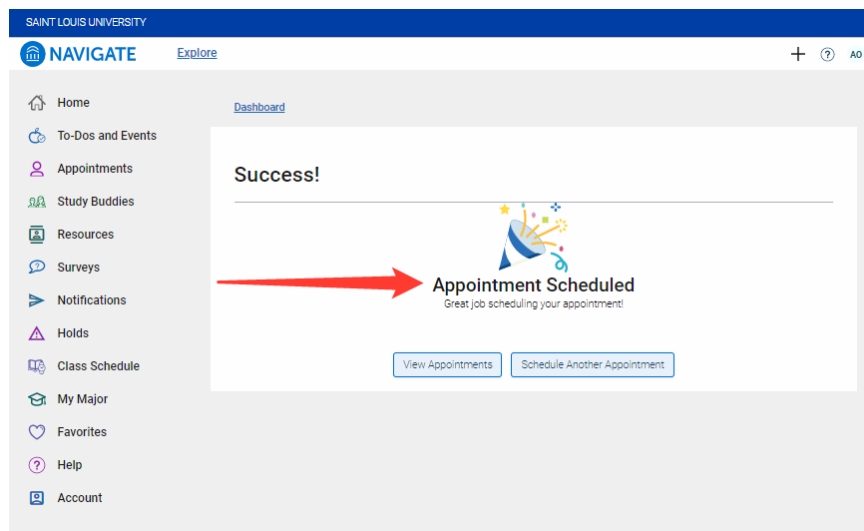 SAINT LOUIS UNIVERSITY
NAVIGATE Explore AO
Home
Dashboard
To-Dos and Events
Appointments
Success!
Study Buddies
Resources
Surveys
Appointment Scheduled
Notifications
Great job scheduling your appointment!
Holds
Class Schedule
View Appointments Schedule Another Appointment
My Major
Favorites
Help
Account